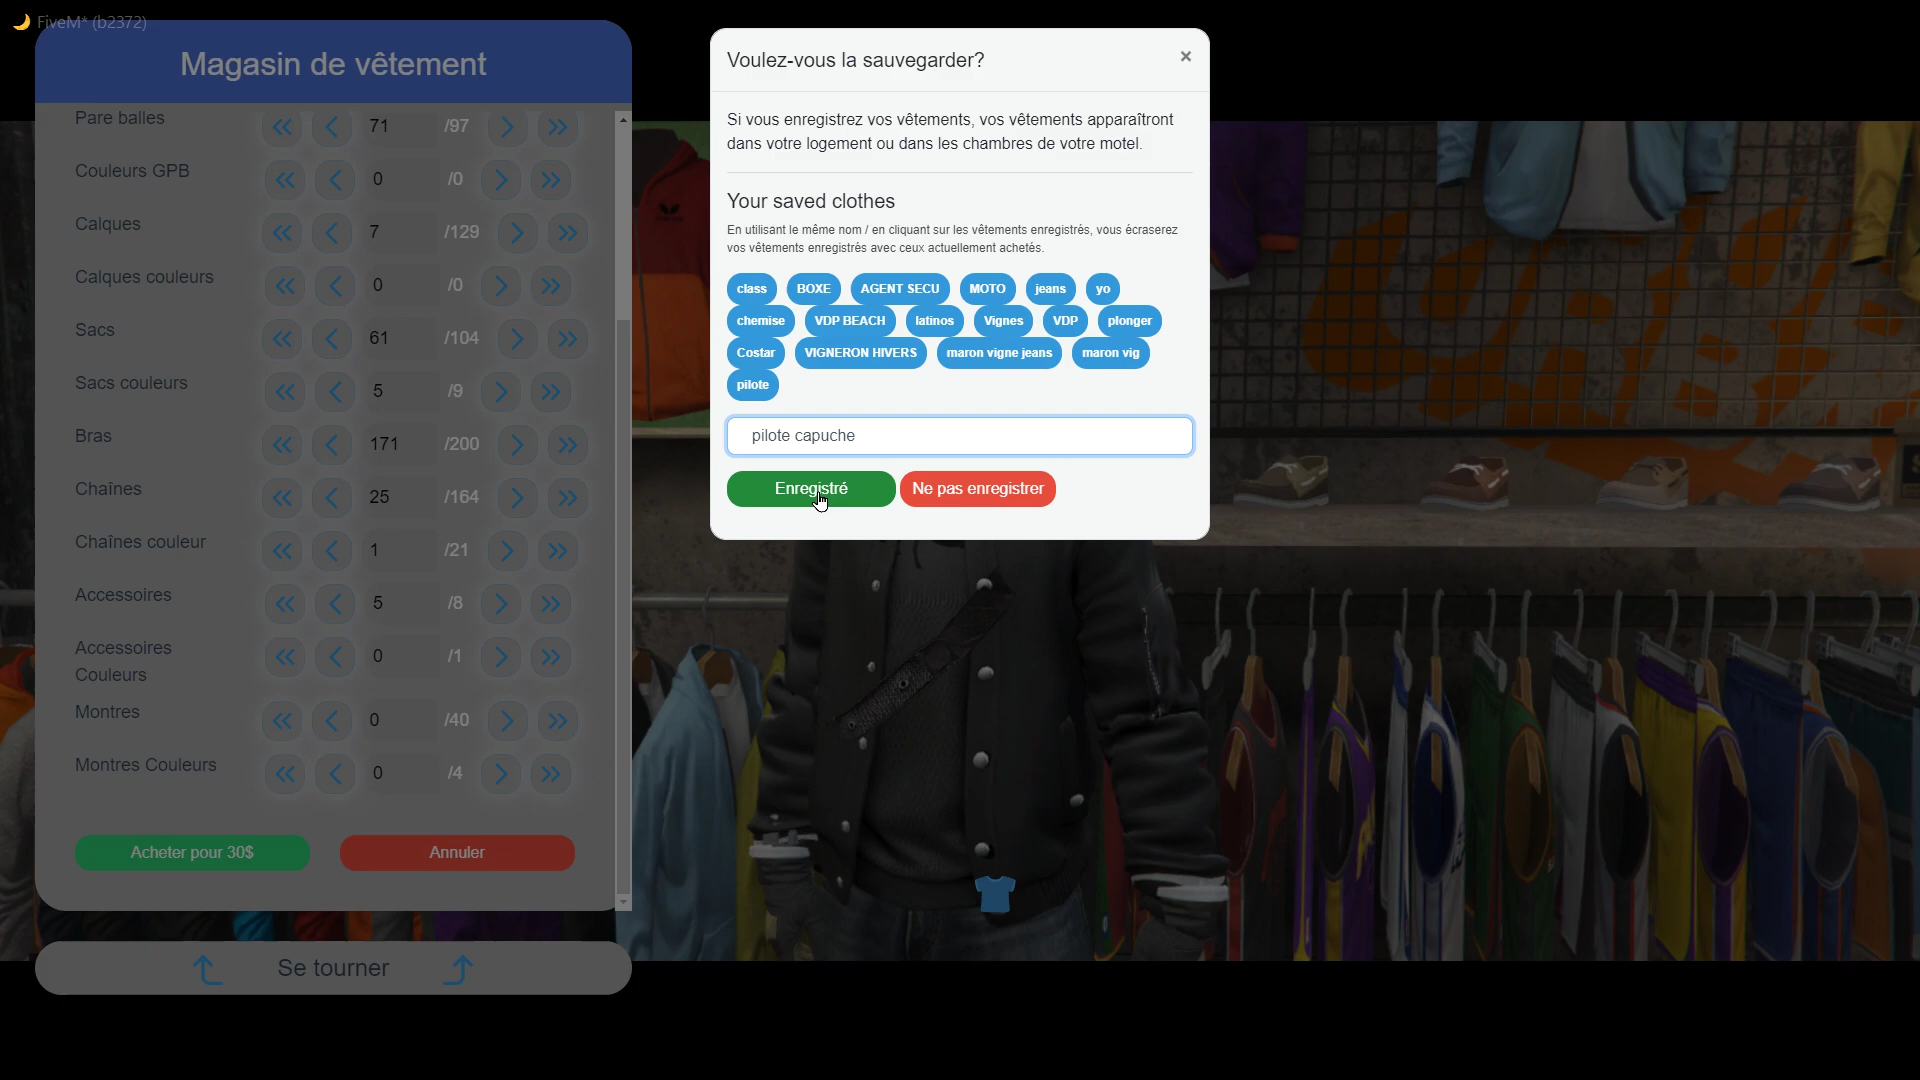 FiveM* (b2372)
Magasin de vêtement
Pare balles 71 /97
Couleurs GPB 0 /0
Calques 7 /129
Calques couleurs 0 /0
Sacs 61 /104
Sacs couleurs 5 /9
Bras 171 /200
Chaînes 25 /164
Chaînes couleur 1 /21
Accessoires 5 /8
Accessoires
Couleurs 0 /1
Montres 0 /40
Montres Couleurs 0 /4
Acheter pour 30$ Annuler
Se tourner
Voulez-vous la sauvegarder? ×
Si vous enregistrez vos vêtements, vos vêtements apparaîtront
dans votre logement ou dans les chambres de votre motel.
Your saved clothes
En utilisant le même nom / en cliquant sur les vêtements enregistrés, vous écraserez
vos vêtements enregistrés avec ceux actuellement achetés.
class BOXE AGENT SECU MOTO jeans yo
chemise VDP BEACH latinos Vignes VDP plonger
Costar VIGNERON HIVERS maron vigne jeans maron vig
pilote
pilote capuche
Enregistré Ne pas enregistrer